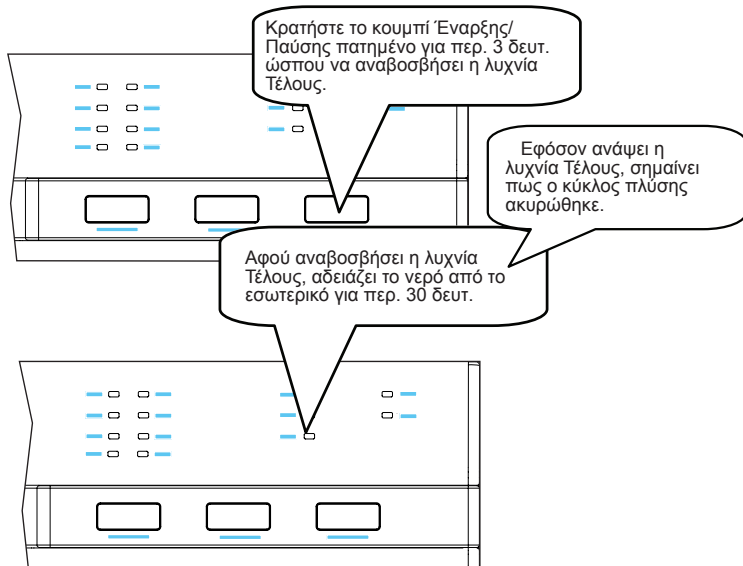 Κρατήστε το κουμπί Έναρξης/
Παύσης πατημένο για περ. 3 δευτ.
ώσπου να αναβοσβήσει η λυχνία
Τέλους.
Εφόσον ανάψει η
λυχνία Τέλους, σημαίνει
πως ο κύκλος πλύσης
ακυρώθηκε.
Αφού αναβοσβήσει η λυχνία
Τέλους, αδειάζει το νερό από το
εσωτερικό για περ. 30 δευτ.